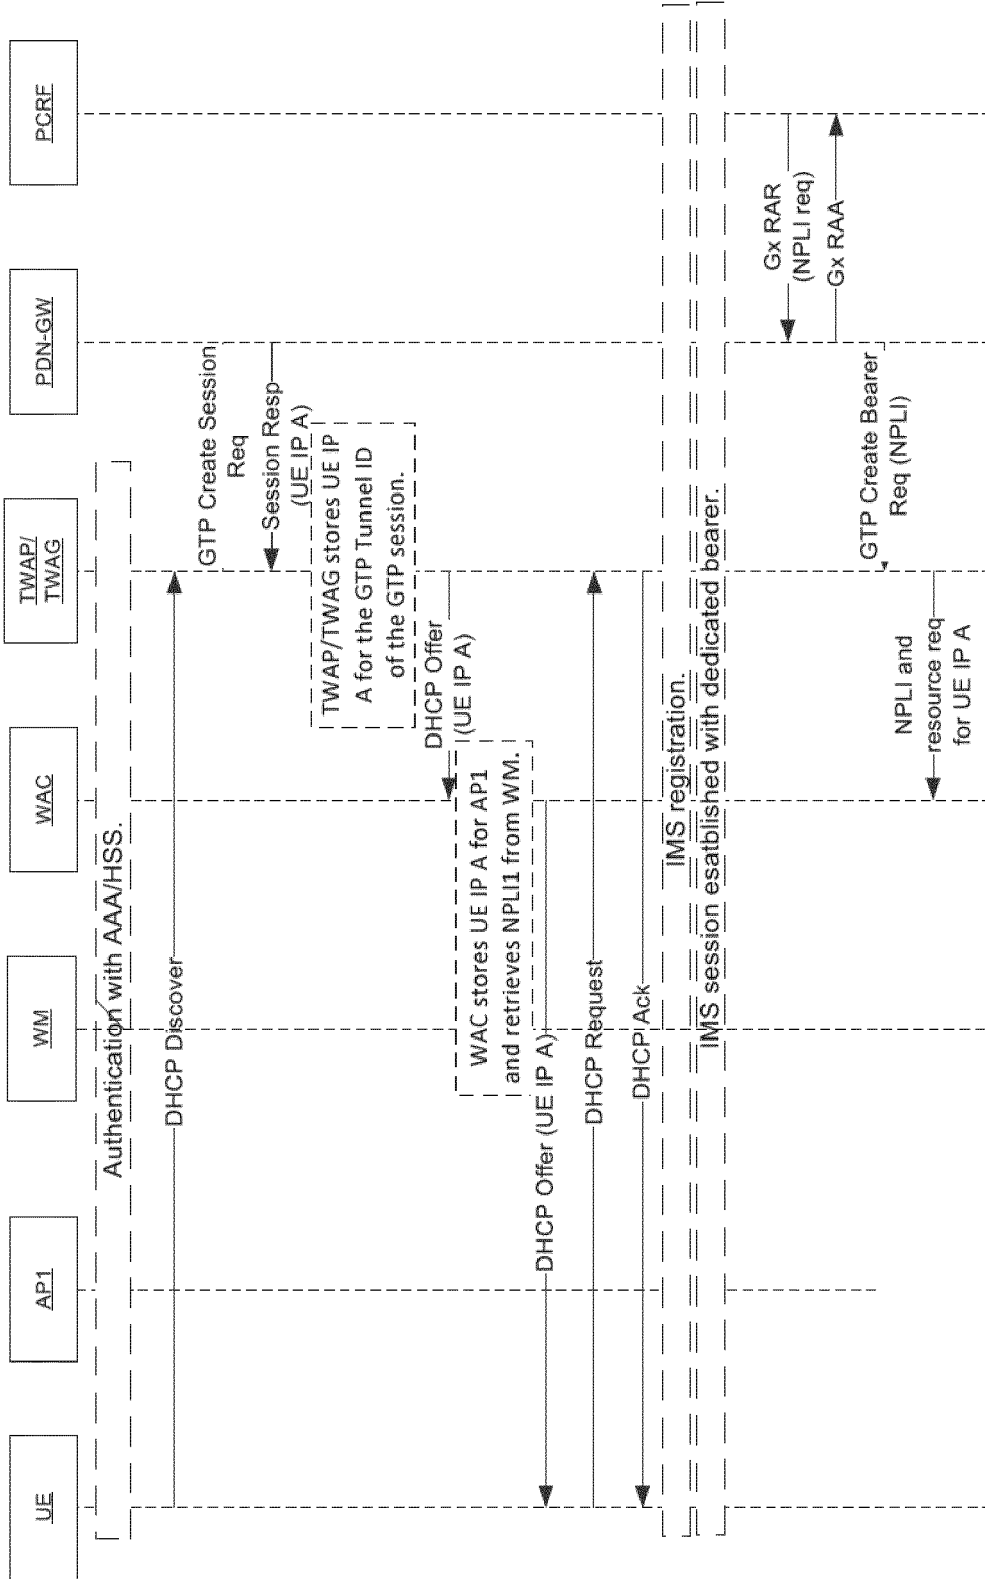 UE
AP1
WM
WAC
TWAP/
TWAG
PDN-GW
PCRF
Authentication with AAA/HSS.
DHCP Discover
GTP Create Session
Req
Session Resp
(UE IP A)
TWAP/TWAG stores UE IP
A for the GTP Tunnel ID
of the GTP session.
DHCP Offer
(UE IP A)
WAC stores UE IP A for AP1
and retrieves NPLI1 from WM.
DHCP Offer (UE IP A)
DHCP Request
DHCP Ack
IMS registration.
IMS session esatblished with dedicated bearer.
Gx RAR
(NPLI req)
Gx RAA
GTP Create Bearer
Req (NPLI)
NPLI and
resource req
for UE IP A